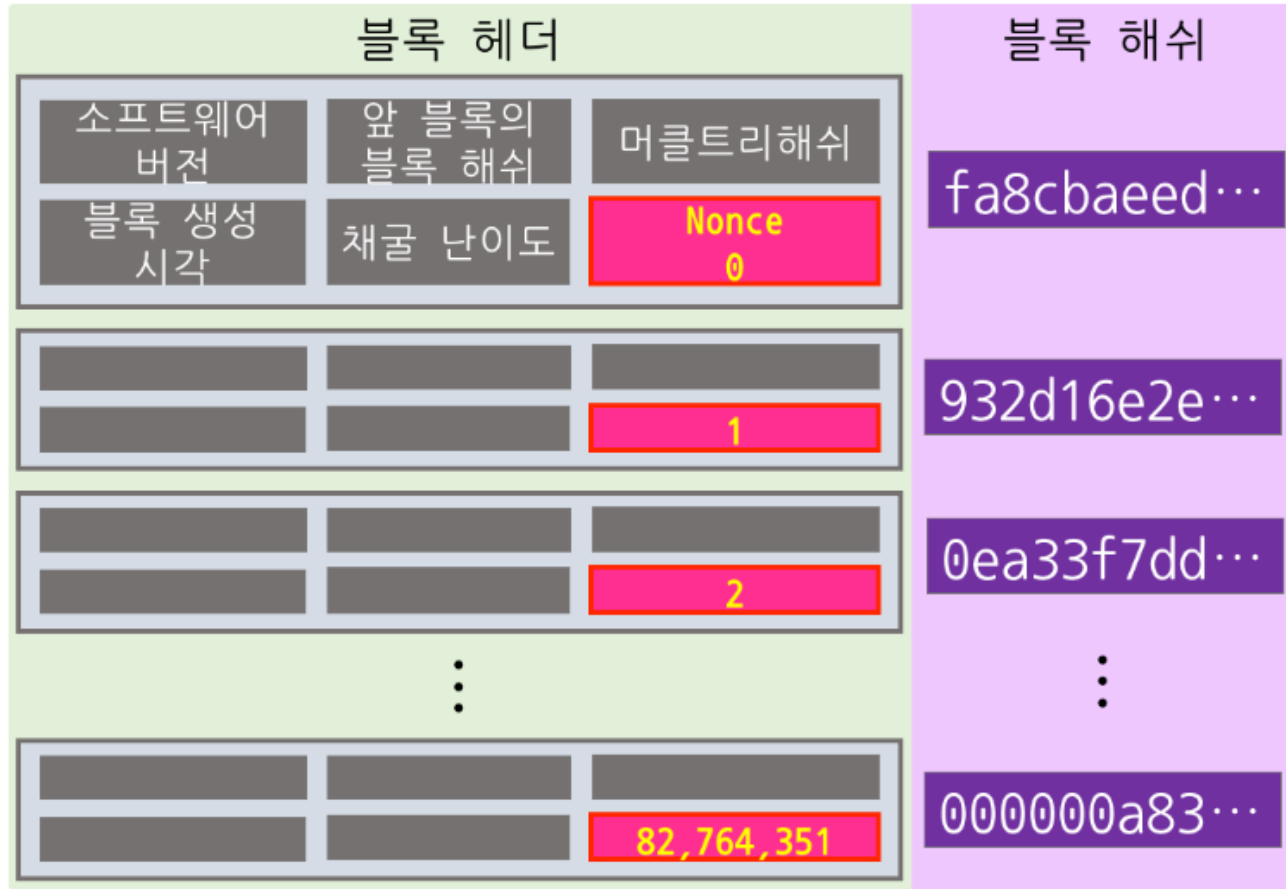 블록 헤더
블록 해쉬
소프트웨어
버전
앞 블록의
블록 해쉬
머클트리해쉬
블록 생성
시각
채굴 난이도
Nonce
0
fa8cbaeed…
1
932d16e2e…
2
0ea33f7dd…
82,764,351
000000a83…